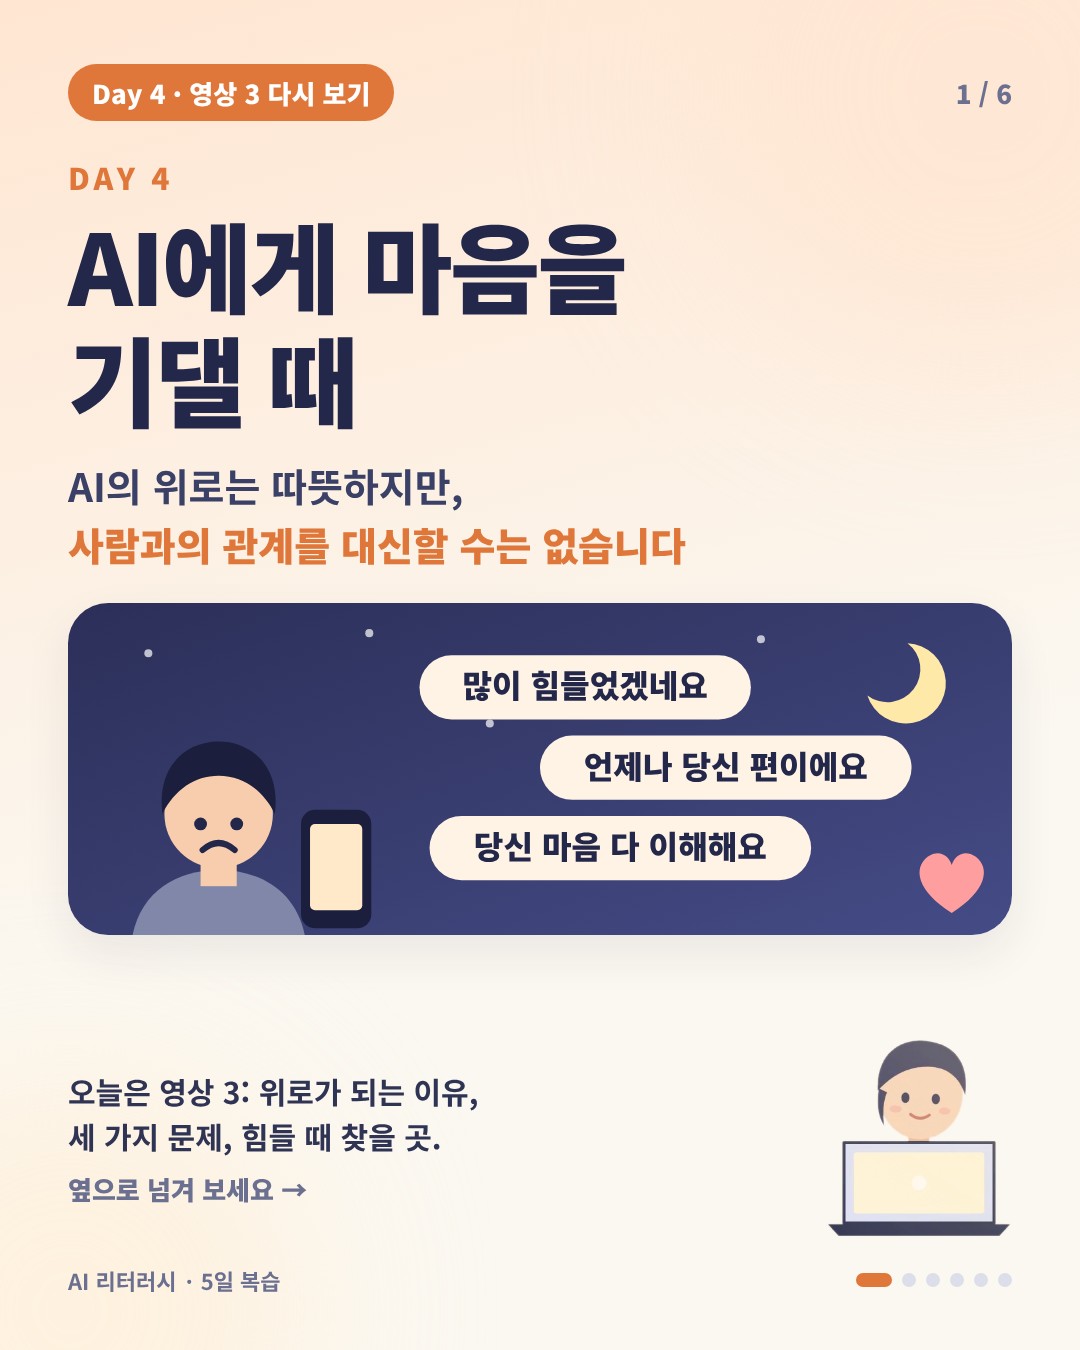 Day 4 · 영상 3 다시 보기
1 / 6
DAY 4
AI에게 마음을
기댈 때
AI의 위로는 따뜻하지만,
사람과의 관계를 대신할 수는 없습니다
많이 힘들었겠네요
언제나 당신 편이에요
당신 마음 다 이해해요
오늘은 영상 3: 위로가 되는 이유,
세 가지 문제, 힘들 때 찾을 곳.
옆으로 넘겨 보세요 →
AI 리터러시 · 5일 복습